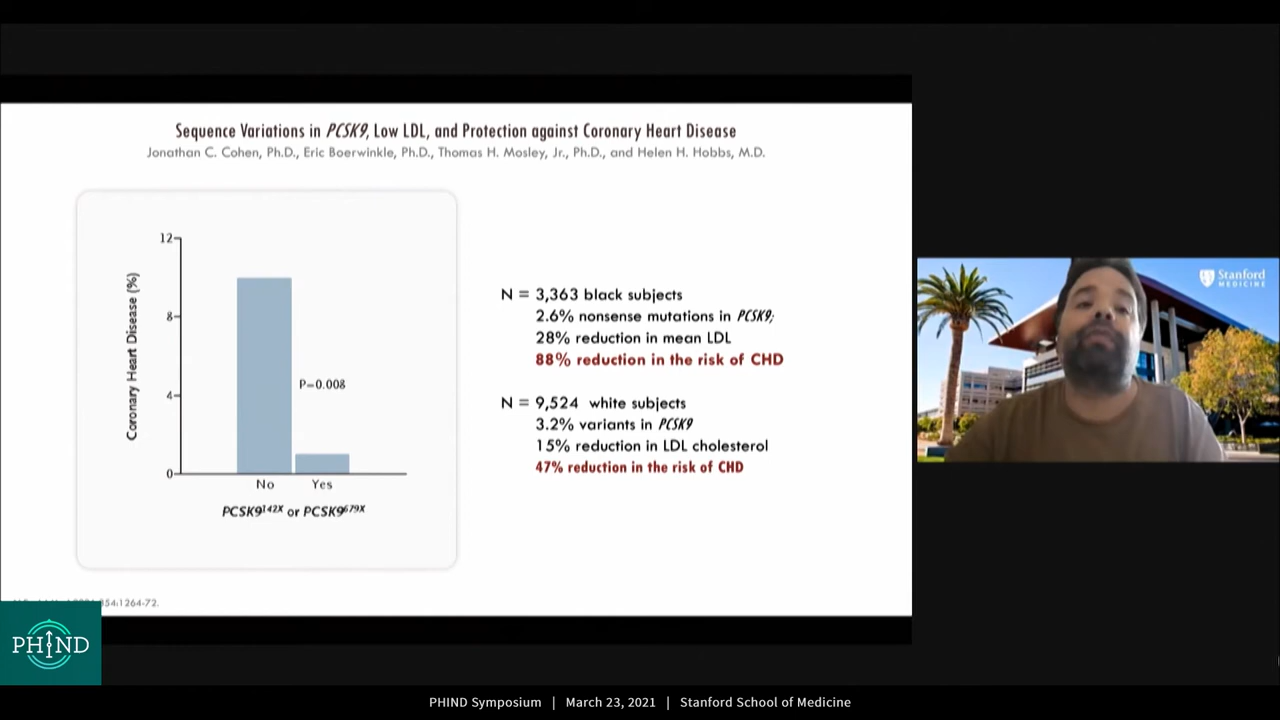 Sequence Variations in PCSK9, Low LDL, and Protection against Coronary Heart Disease
Jonathan C. Cohen, Ph.D., Eric Boerwinkle, Ph.D., Thomas H. Mosley, Jr., Ph.D., and Helen H. Hobbs, M.D.
12
8
4
0
Coronary Heart Disease (%)
P=0.008
No Yes
PCSK9142X or PCSK9679X
N = 3,363 black subjects
2.6% nonsense mutations in PCSK9;
28% reduction in mean LDL
88% reduction in the risk of CHD
N = 9,524 white subjects
3.2% variants in PCSK9
15% reduction in LDL cholesterol
47% reduction in the risk of CHD
354:1264-72.
Stanford
MEDICINE
PHIND
PHIND Symposium | March 23, 2021 | Stanford School of Medicine